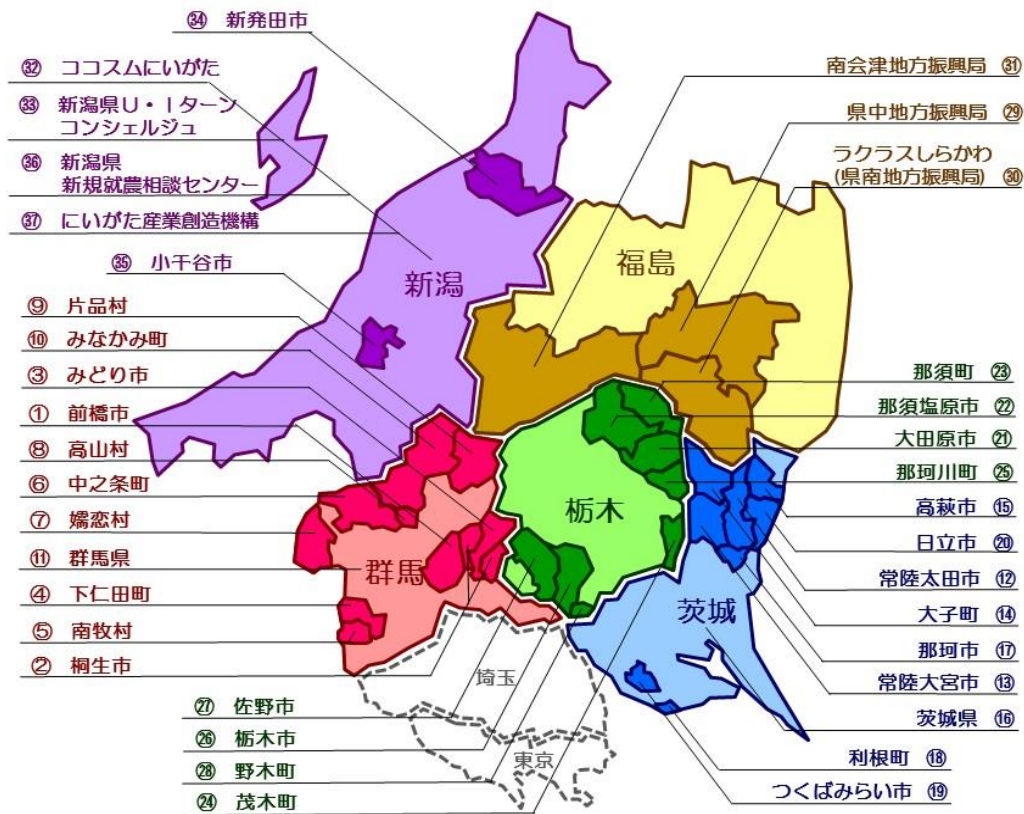 ㉞ 新発田市
㉜ ココスムにいがた
㉝ 新潟県U・Iターン
コンシェルジュ
㊱ 新潟県
新規就農相談センター
㊲ にいがた産業創造機構
㉟ 小千谷市
⑨ 片品村
⑩ みなかみ町
③ みどり市
① 前橋市
⑧ 高山村
⑥ 中之条町
⑦ 嬬恋村
⑪ 群馬県
④ 下仁田町
⑤ 南牧村
② 桐生市
㉗ 佐野市
㉖ 栃木市
㉘ 野木町
㉔ 茂木町
新潟
福島
群馬
栃木
茨城
埼玉
東京
南会津地方振興局 ㉛
県中地方振興局 ㉙
ラクラスしらかわ
(県南地方振興局) ㉚
那須町 ㉓
那須塩原市 ㉒
大田原市 ㉑
那珂川町 ㉕
高萩市 ⑮
日立市 ⑳
常陸太田市 ⑫
大子町 ⑭
那珂市 ⑰
常陸大宮市 ⑬
茨城県 ⑯
利根町 ⑱
つくばみらい市 ⑲